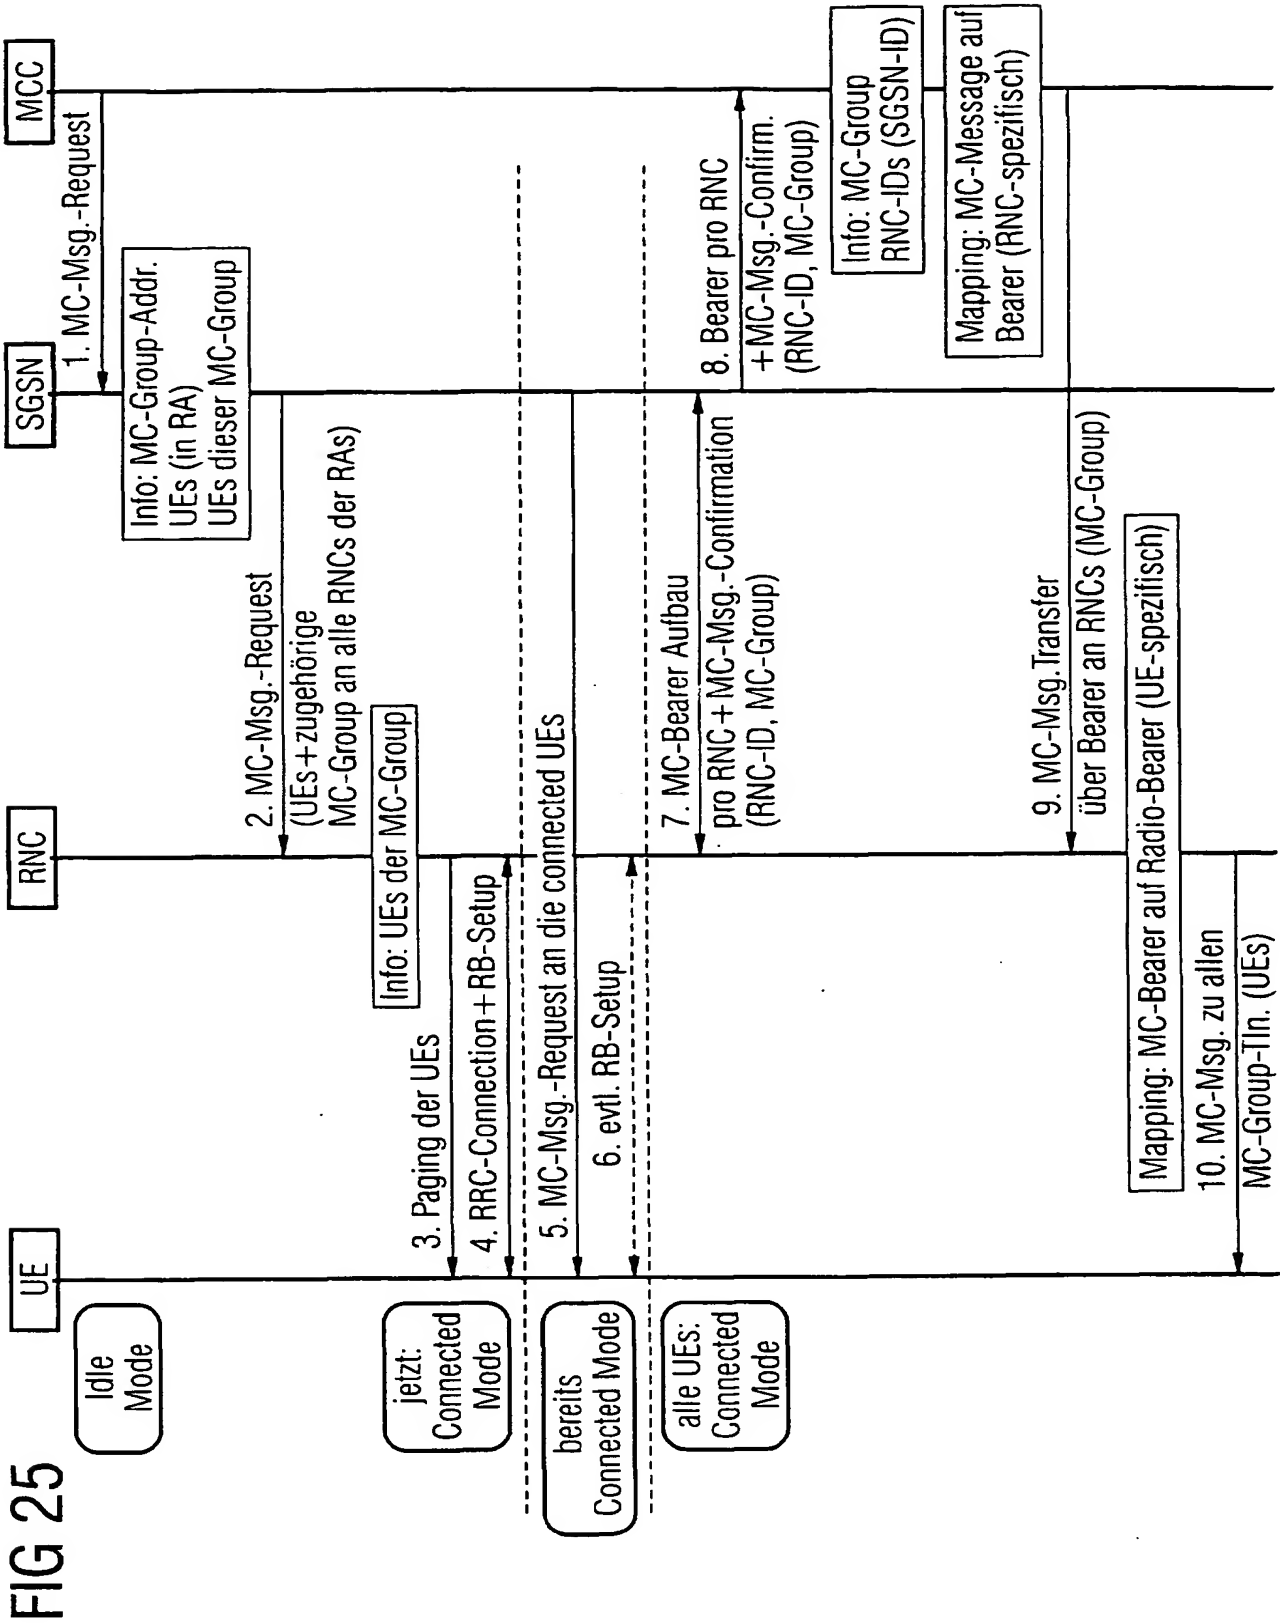 FIG 25
UE
RNC
SGSN
MCC
Idle
Mode
1. MC-Msg.-Request
Info: MC-Group-Addr.
UEs (in RA)
UEs dieser MC-Group
2. MC-Msg.-Request
(UEs+zugehörige
MC-Group an alle RNCs der RAs)
Info: UEs der MC-Group
jetzt:
Connected
Mode
3. Paging der UEs
4. RRC-Connection+RB-Setup
bereits
Connected Mode
5. MC-Msg.-Request an die connected UEs
6. evtl. RB-Setup
alle UEs:
Connected
Mode
7. MC-Bearer Aufbau
pro RNC+MC-Msg.-Confirmation
(RNC-ID, MC-Group)
8. Bearer pro RNC
+MC-Msg.-Confirm.
(RNC-ID, MC-Group)
Info: MC-Group
RNC-IDs (SGSN-ID)
Mapping: MC-Message auf
Bearer (RNC-spezifisch)
9. MC-Msg.Transfer
über Bearer an RNCs (MC-Group)
Mapping: MC-Bearer auf Radio-Bearer (UE-spezifisch)
10. MC-Msg. zu allen
MC-Group-Tln. (UEs)